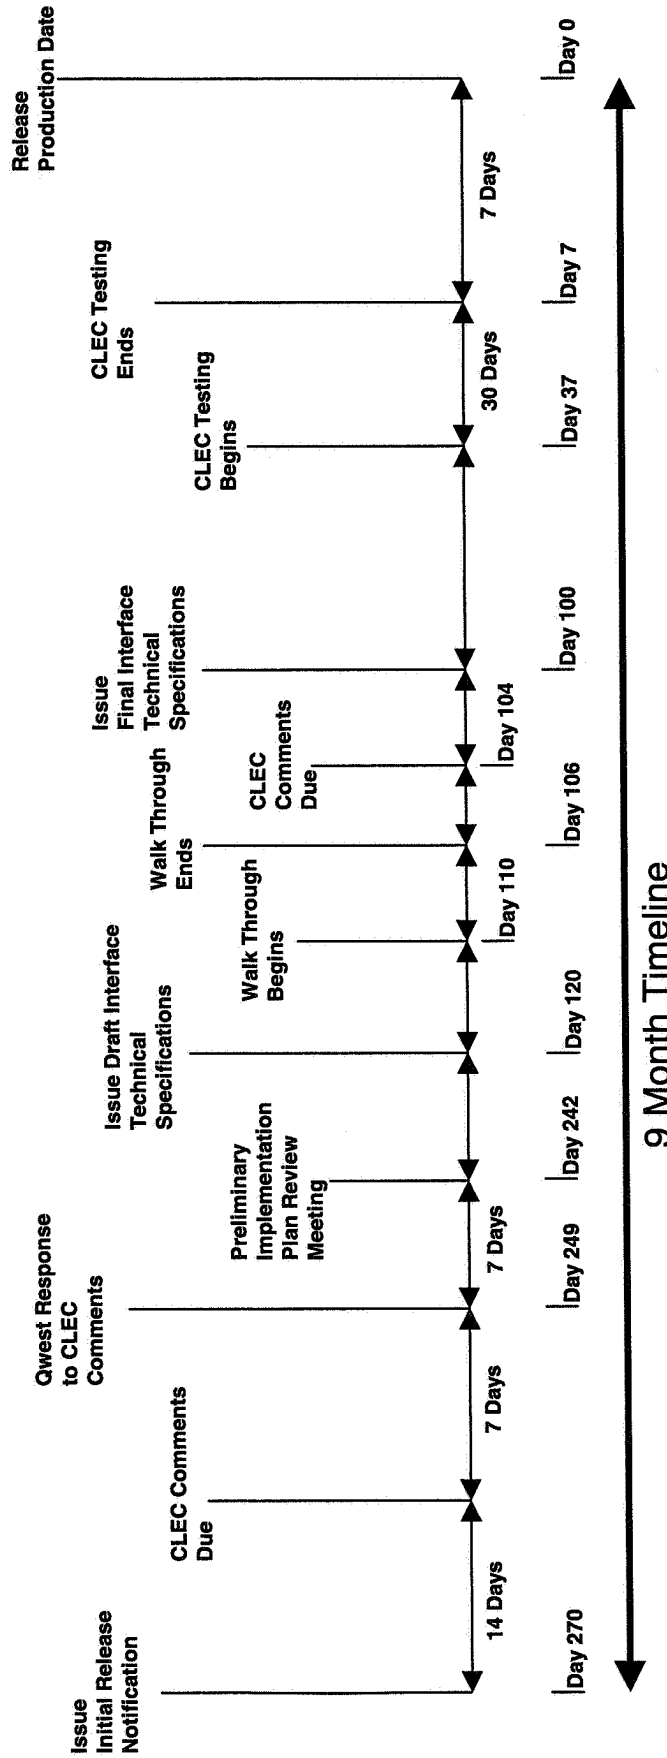 Issue
Initial Release
Notification
CLEC Comments
Due
Qwest Response
to CLEC
Comments
Preliminary
Implementation
Plan Review
Meeting
Issue Draft Interface
Technical
Specifications
Walk Through
Begins
Walk Through
Ends
CLEC
Comments
Due
Issue
Final Interface
Technical
Specifications
CLEC Testing
Begins
CLEC Testing
Ends
Release
Production Date
14 Days
7 Days
7 Days
30 Days
7 Days
Day 270
Day 249
Day 242
Day 120
Day 110
Day 106
Day 104
Day 100
Day 37
Day 7
Day 0
9 Month Timeline